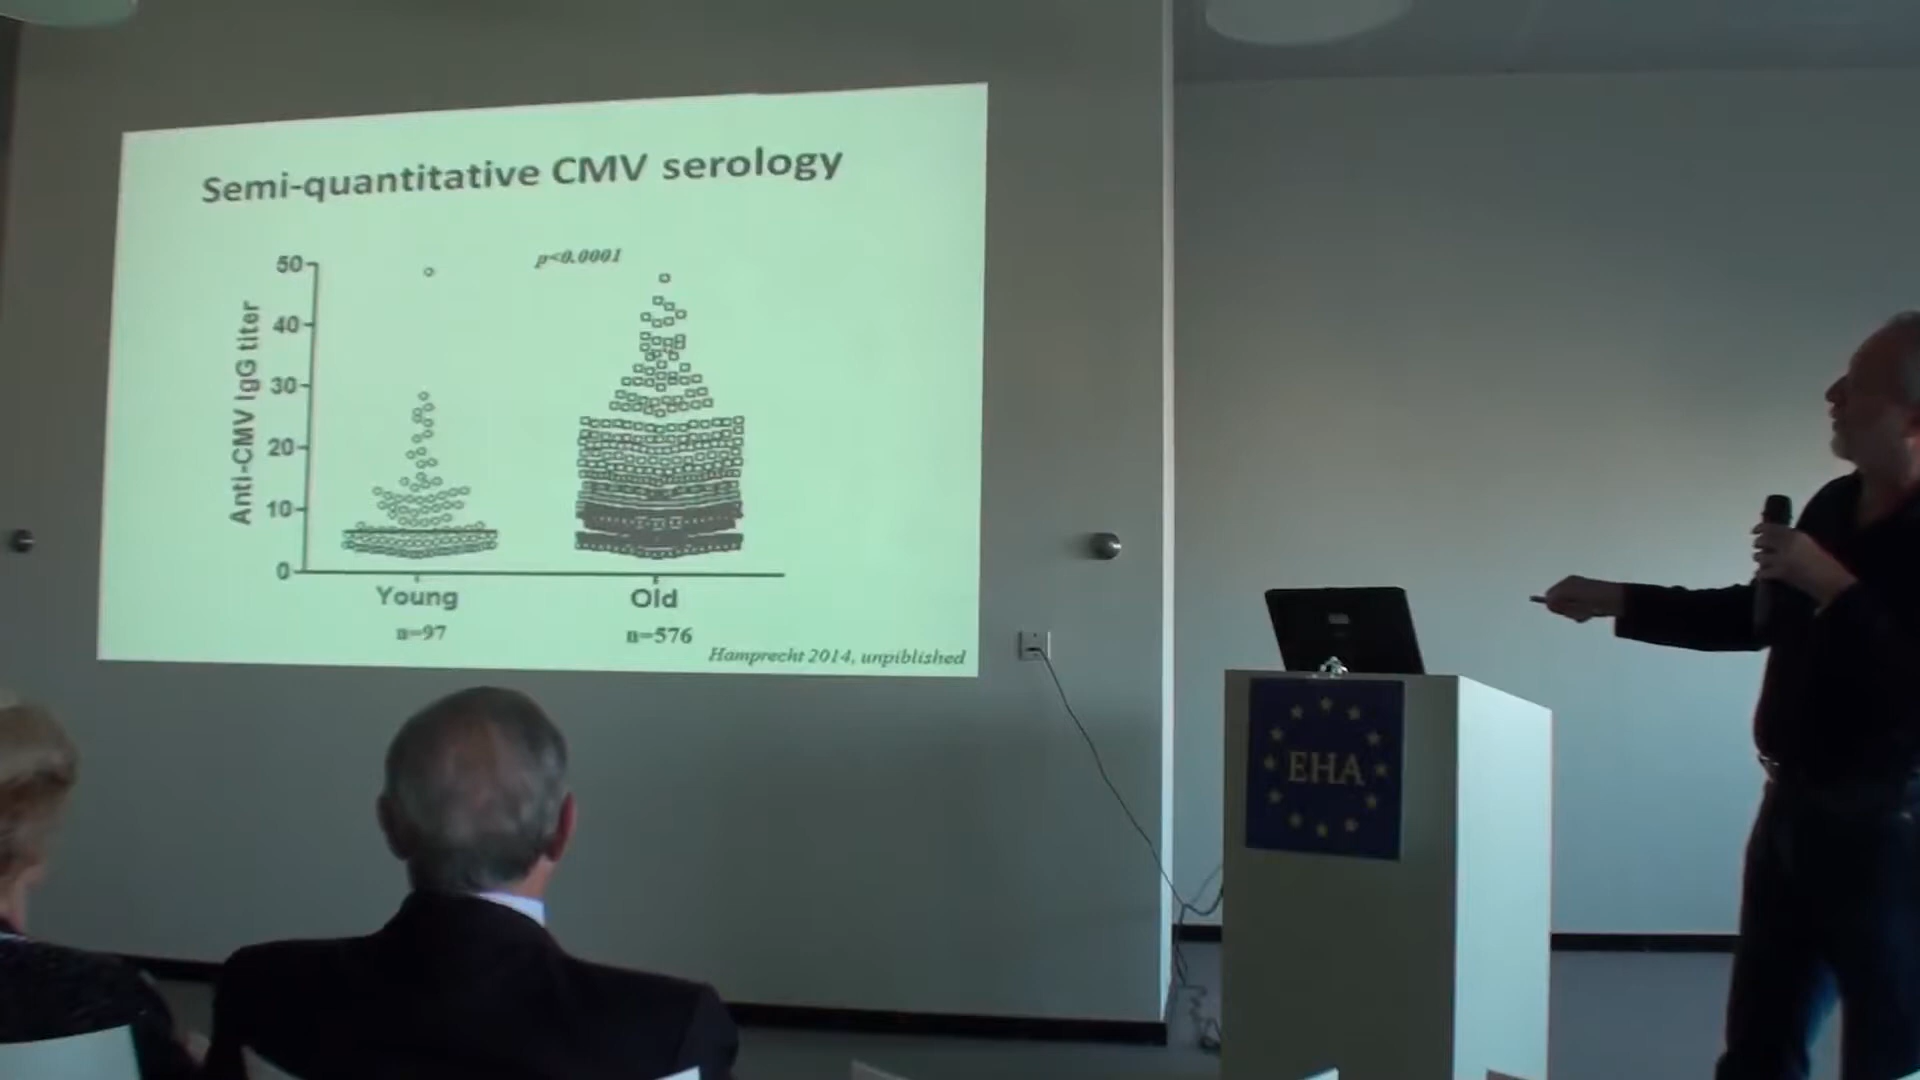 Semi-quantitative CMV serology
p<0.0001
Anti-CMV IgG titer
50
40
30
20
10
0
Young
Old
n=97
n=576
Hamprecht 2014, unpiblished
EHA